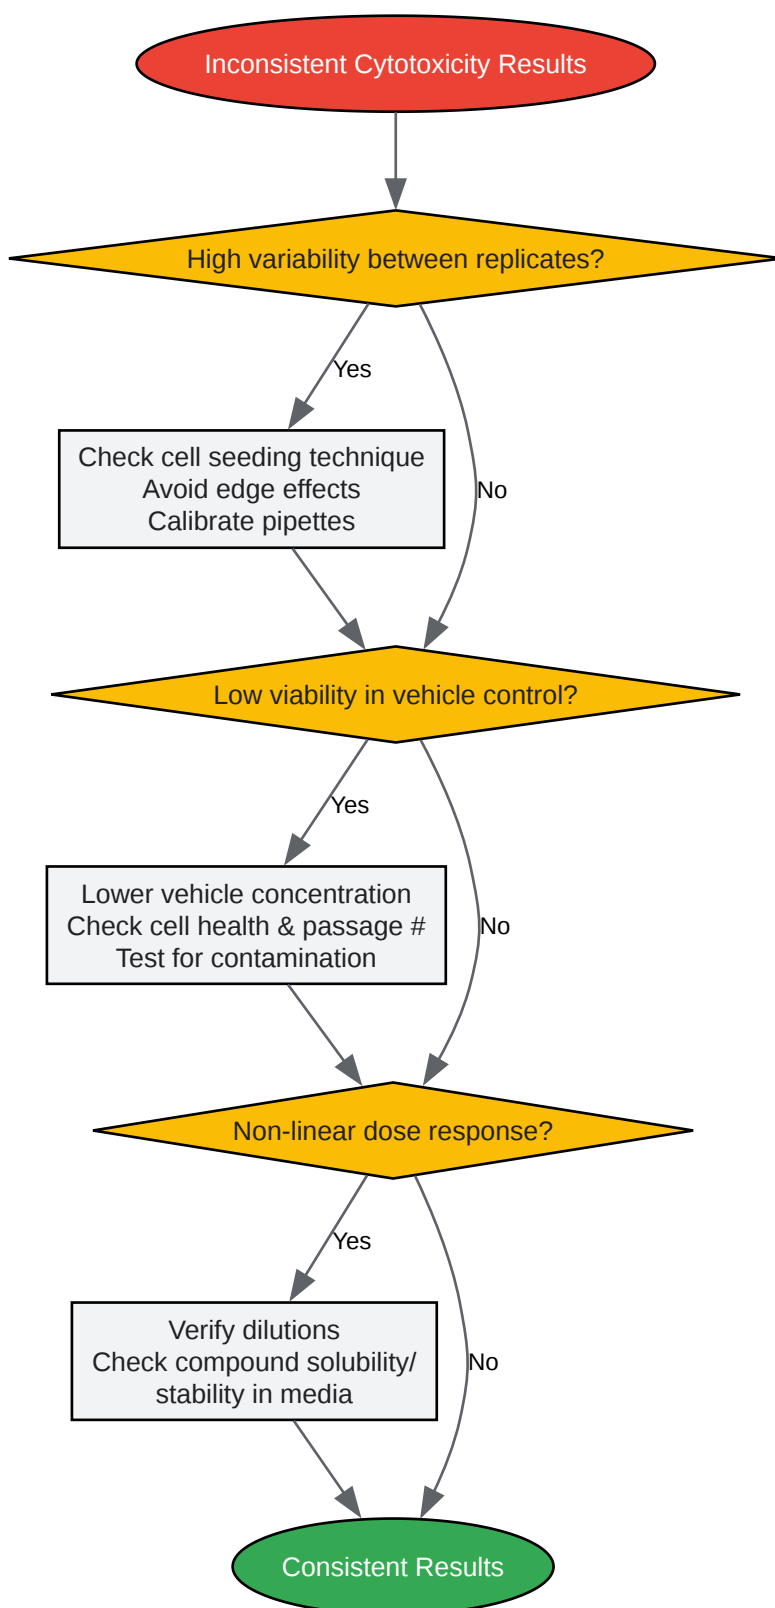 Inconsistent Cytotoxicity Results
High variability between replicates?
Yes
Check cell seeding technique
Avoid edge effects
Calibrate pipettes
No
Low viability in vehicle control?
Yes
Lower vehicle concentration
Check cell health & passage #
Test for contamination
No
Non-linear dose response?
Yes
Verify dilutions
Check compound solubility/
stability in media
No
Consistent Results